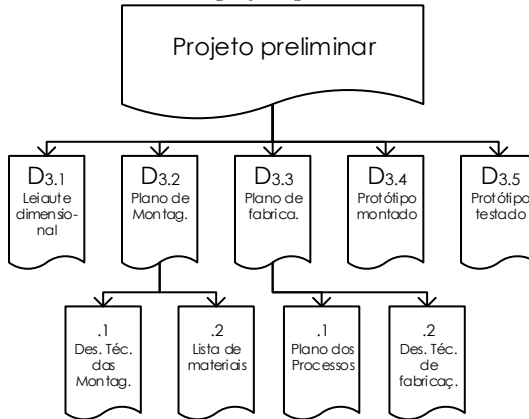 Projeto preliminar
D3.1
Leiaute
dimensio-
nal
D3.2
Plano de
Montag.
D3.3
Plano de
fabrica.
D3.4
Protótipo
montado
D3.5
Protótipo
testado
.1
Des. Téc.
das
Montag.
.2
Lista de
materiais
.1
Plano dos
Processos
.2
Des. Téc.
de
fabricaç.